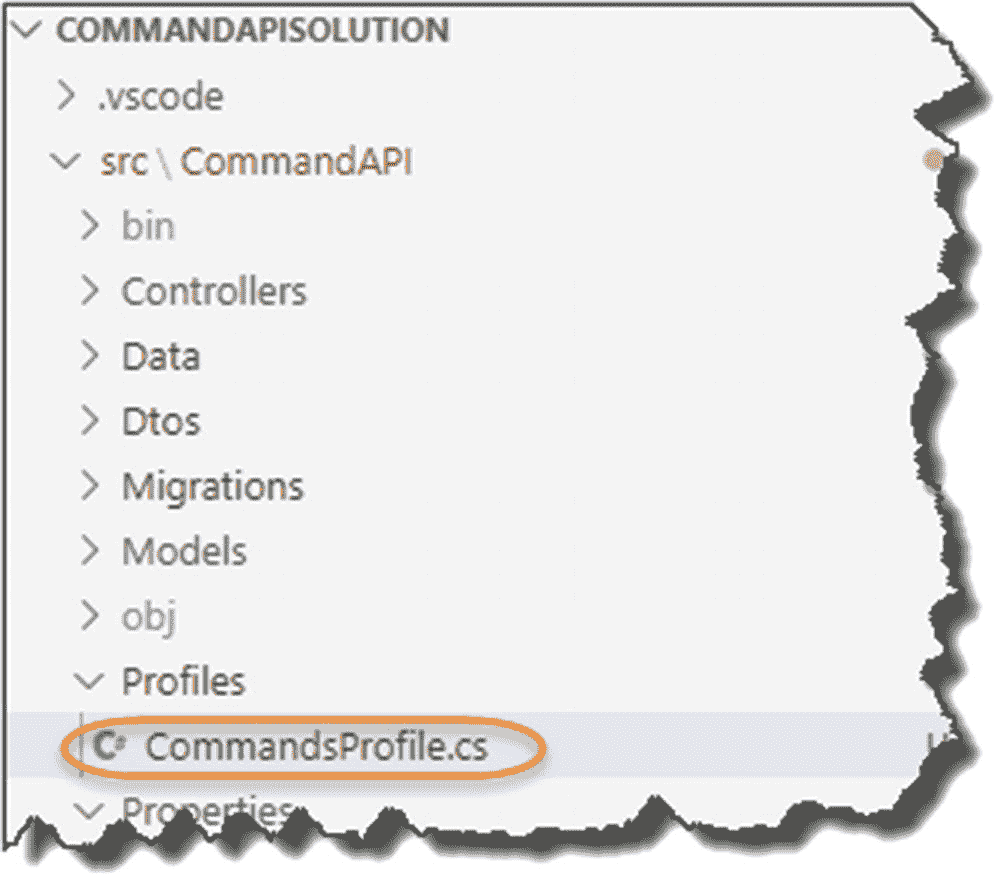 COMMANDAPISOLUTION
.vscode
src \ CommandAPI
bin
Controllers
Data
Dtos
Migrations
Models
obj
Profiles
C# CommandsProfile.cs
Properties